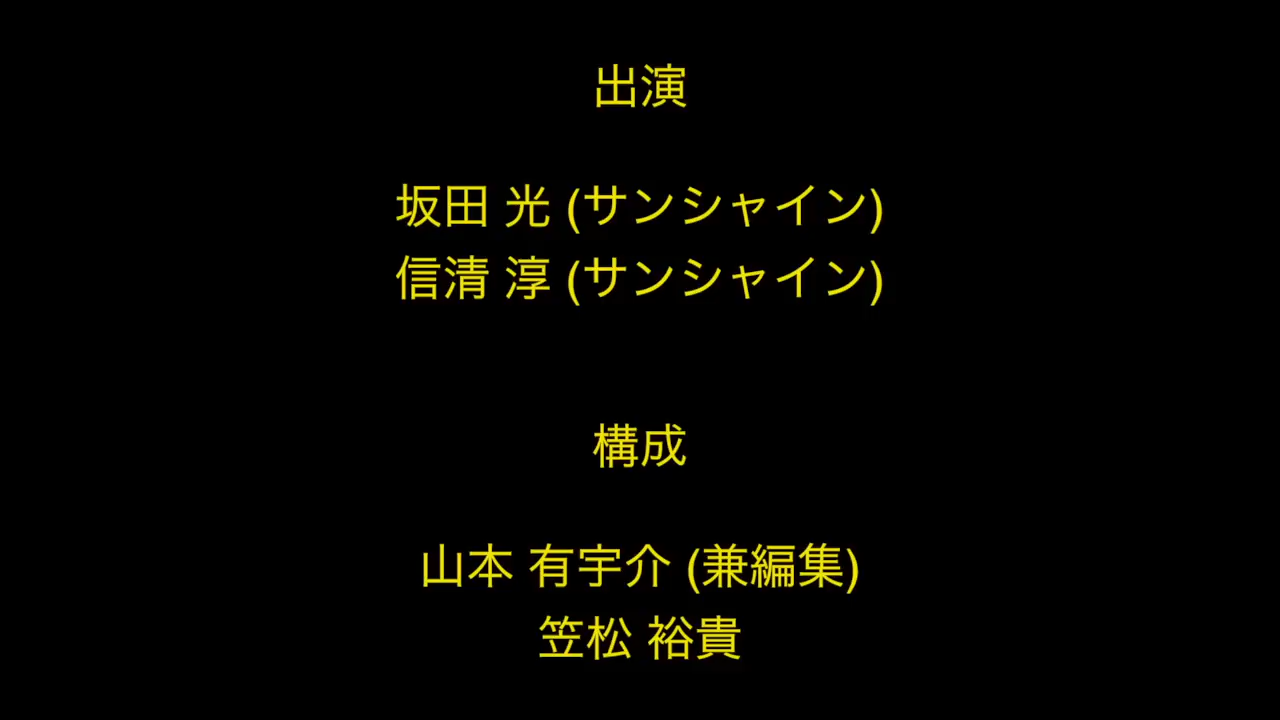 出演
坂田 光 (サンシャイン)
信清 淳 (サンシャイン)
構成
山本 有宇介 (兼編集)
笠松 裕貴